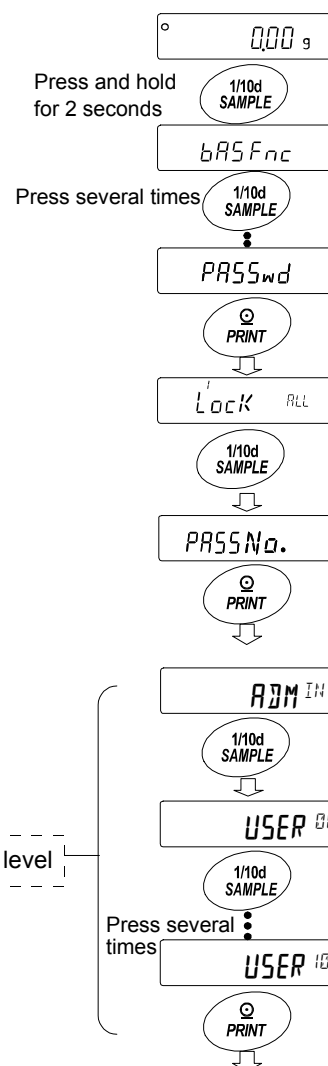 0.00 g
Press and hold
for 2 seconds
1/10d
SAMPLE
bASFnc
Press several times
1/10d
SAMPLE
PASSwd
PRINT
LocK ALL
1/10d
SAMPLE
PASSNo.
PRINT
ADMIN
1/10d
SAMPLE
USER
level
1/10d
SAMPLE
Press several
times
USER 10
PRINT